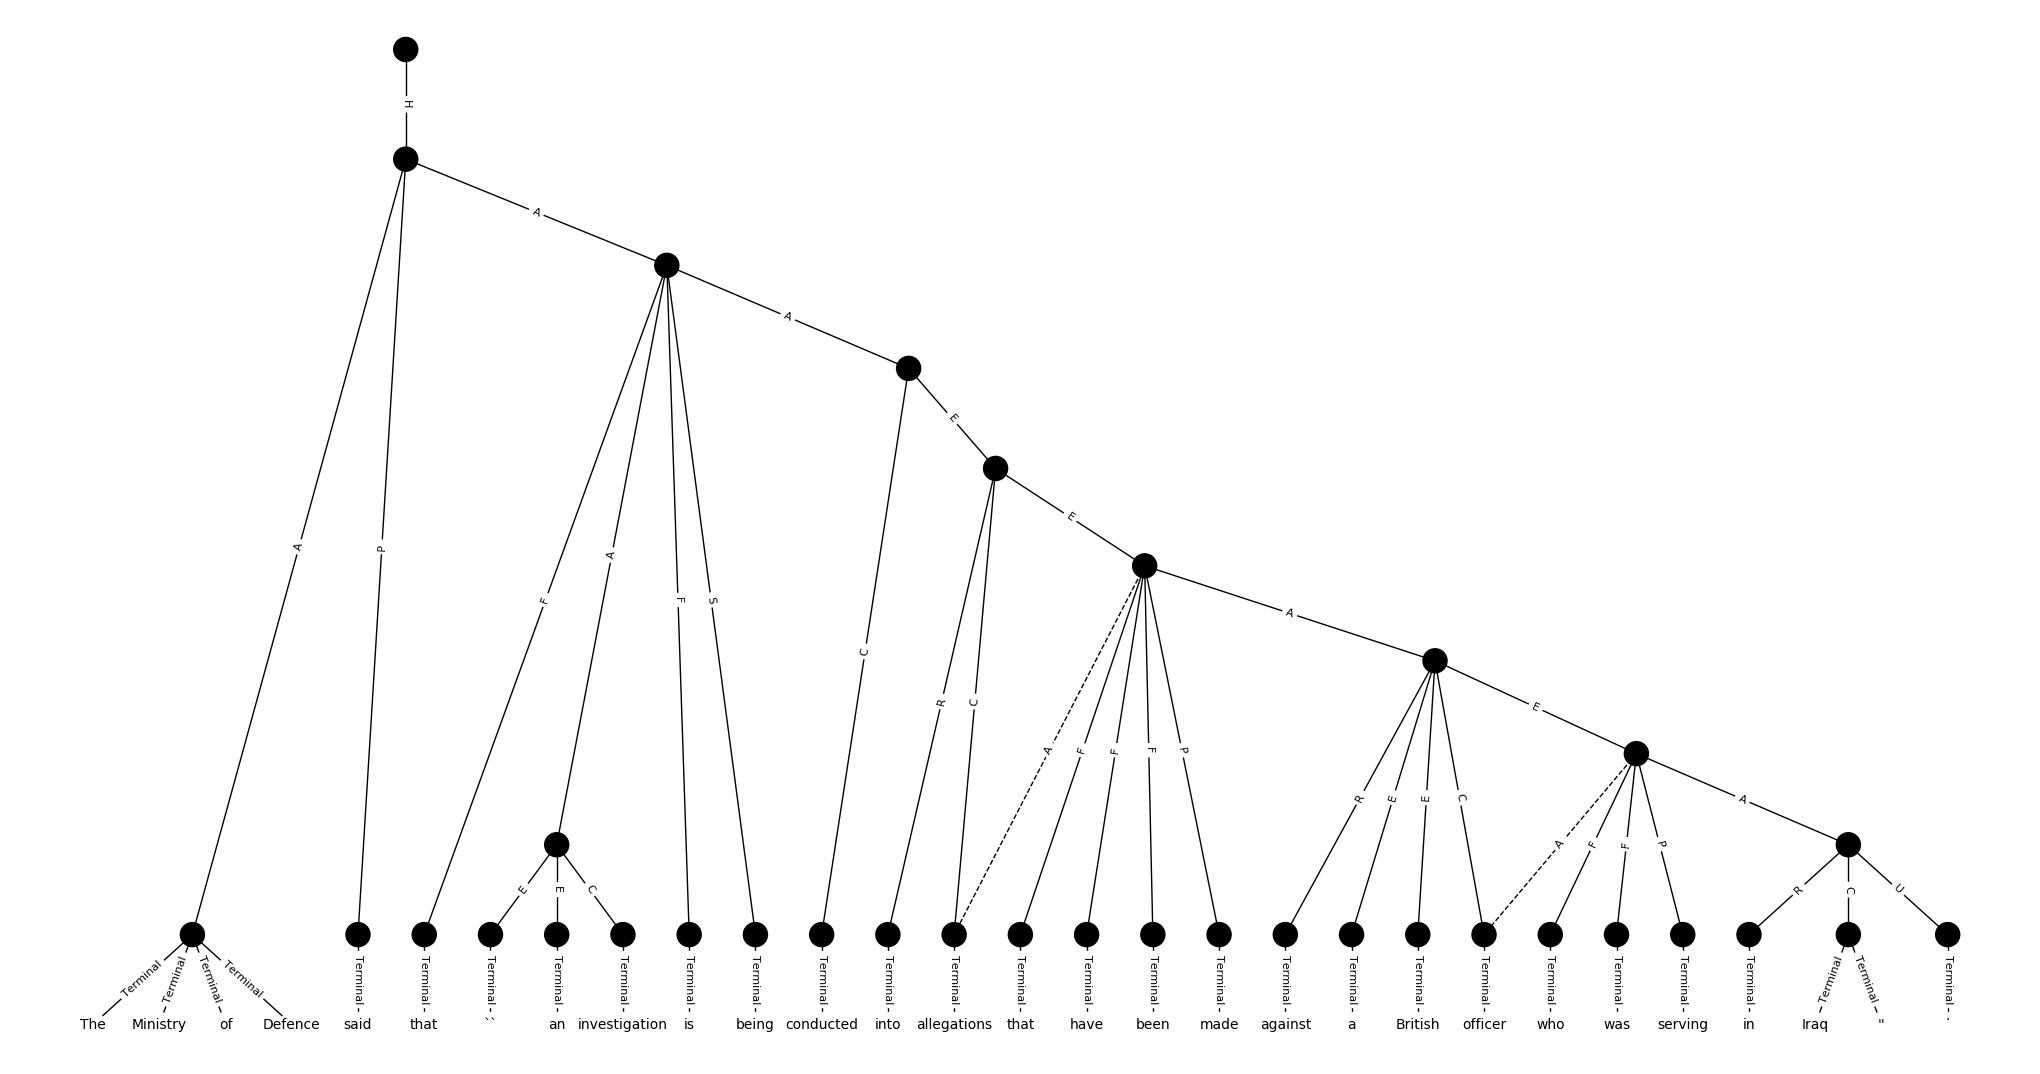 H
A
A
E
E
A
P
F
A
F
S
C
R
C
A
F
F
F
P
A
E
R
E
E
C
A
F
F
P
A
E
E
C
R
C
U
Terminal Terminal Terminal Terminal Terminal Terminal Terminal Terminal Terminal Terminal Terminal Terminal Terminal Terminal Terminal Terminal Terminal Terminal Terminal Terminal Terminal Terminal Terminal Terminal Terminal Terminal Terminal Terminal Terminal
The Ministry of Defence said that `` an investigation is being conducted into allegations that have been made against a British officer who was serving in Iraq " .